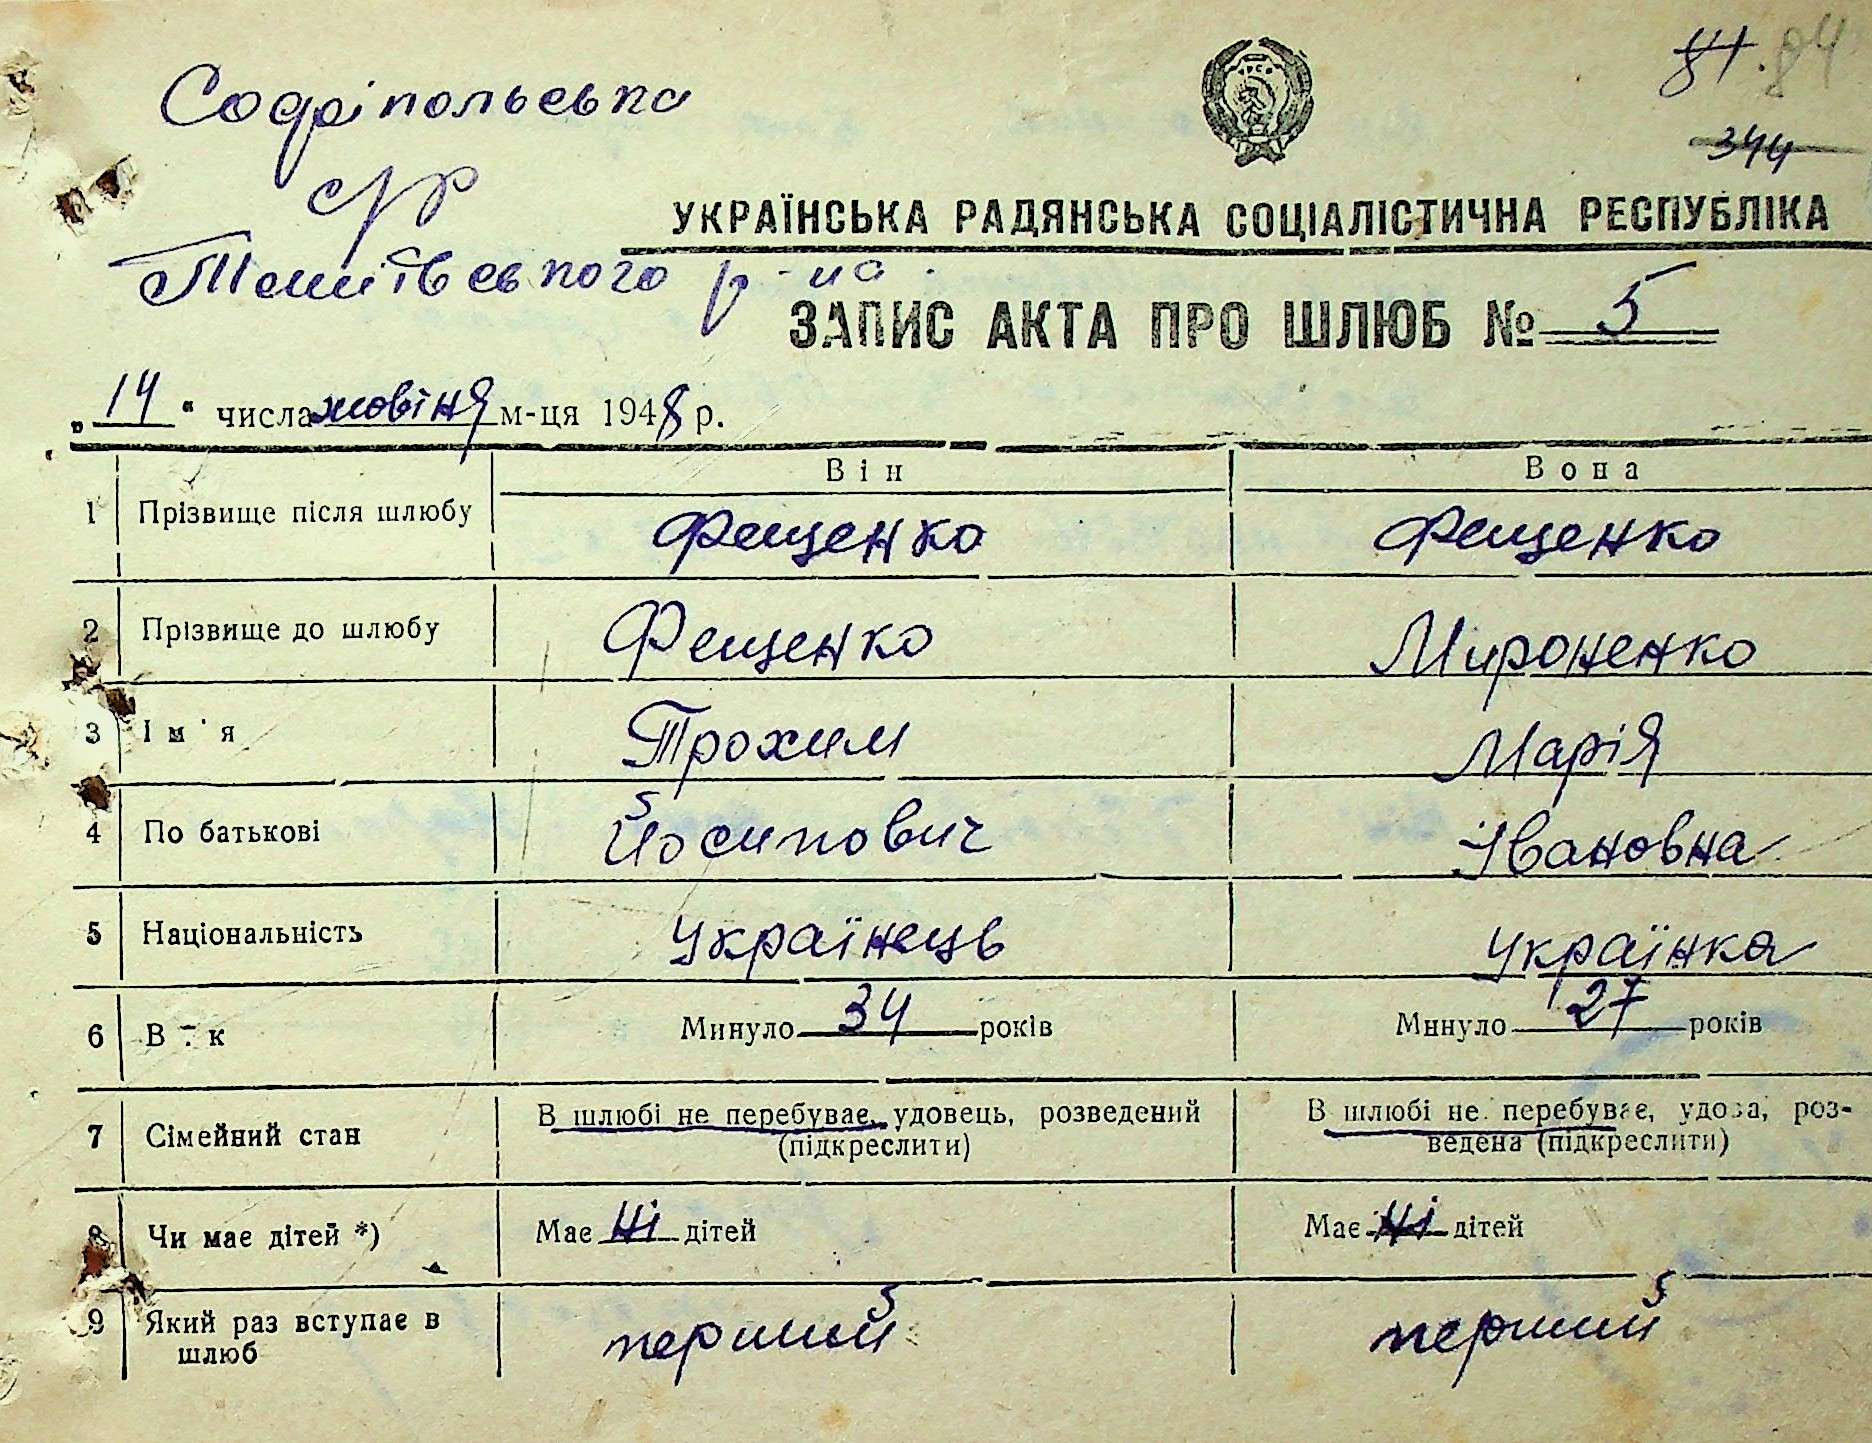 81. 84
344
Софіпольська
с/р
Тетіївського р-на.
УКРАЇНСЬКА РАДЯНСЬКА СОЦІАЛІСТИЧНА РЕСПУБЛІКА
ЗАПИС АКТА ПРО ШЛЮБ № 5
„14“ числа жовтня м-ця 1948 р.
Він Вона
1 Прізвище після шлюбу Фещенко Фещенко
2 Прізвище до шлюбу Фещенко Мироненко
3 Ім'я Трохим Марія
4 По батькові Йосипович Івановна
5 Національність Українець Українка
6 Вік Минуло 34 років Минуло 27 років
7 Сімейний стан В шлюбі не перебуває, удовець, розведений (підкреслити) В шлюбі не перебуває, удова, роз-
ведена (підкреслити)
8 Чи має дітей *) Має ні дітей Має ні дітей
9 Який раз вступає в шлюб перший перший